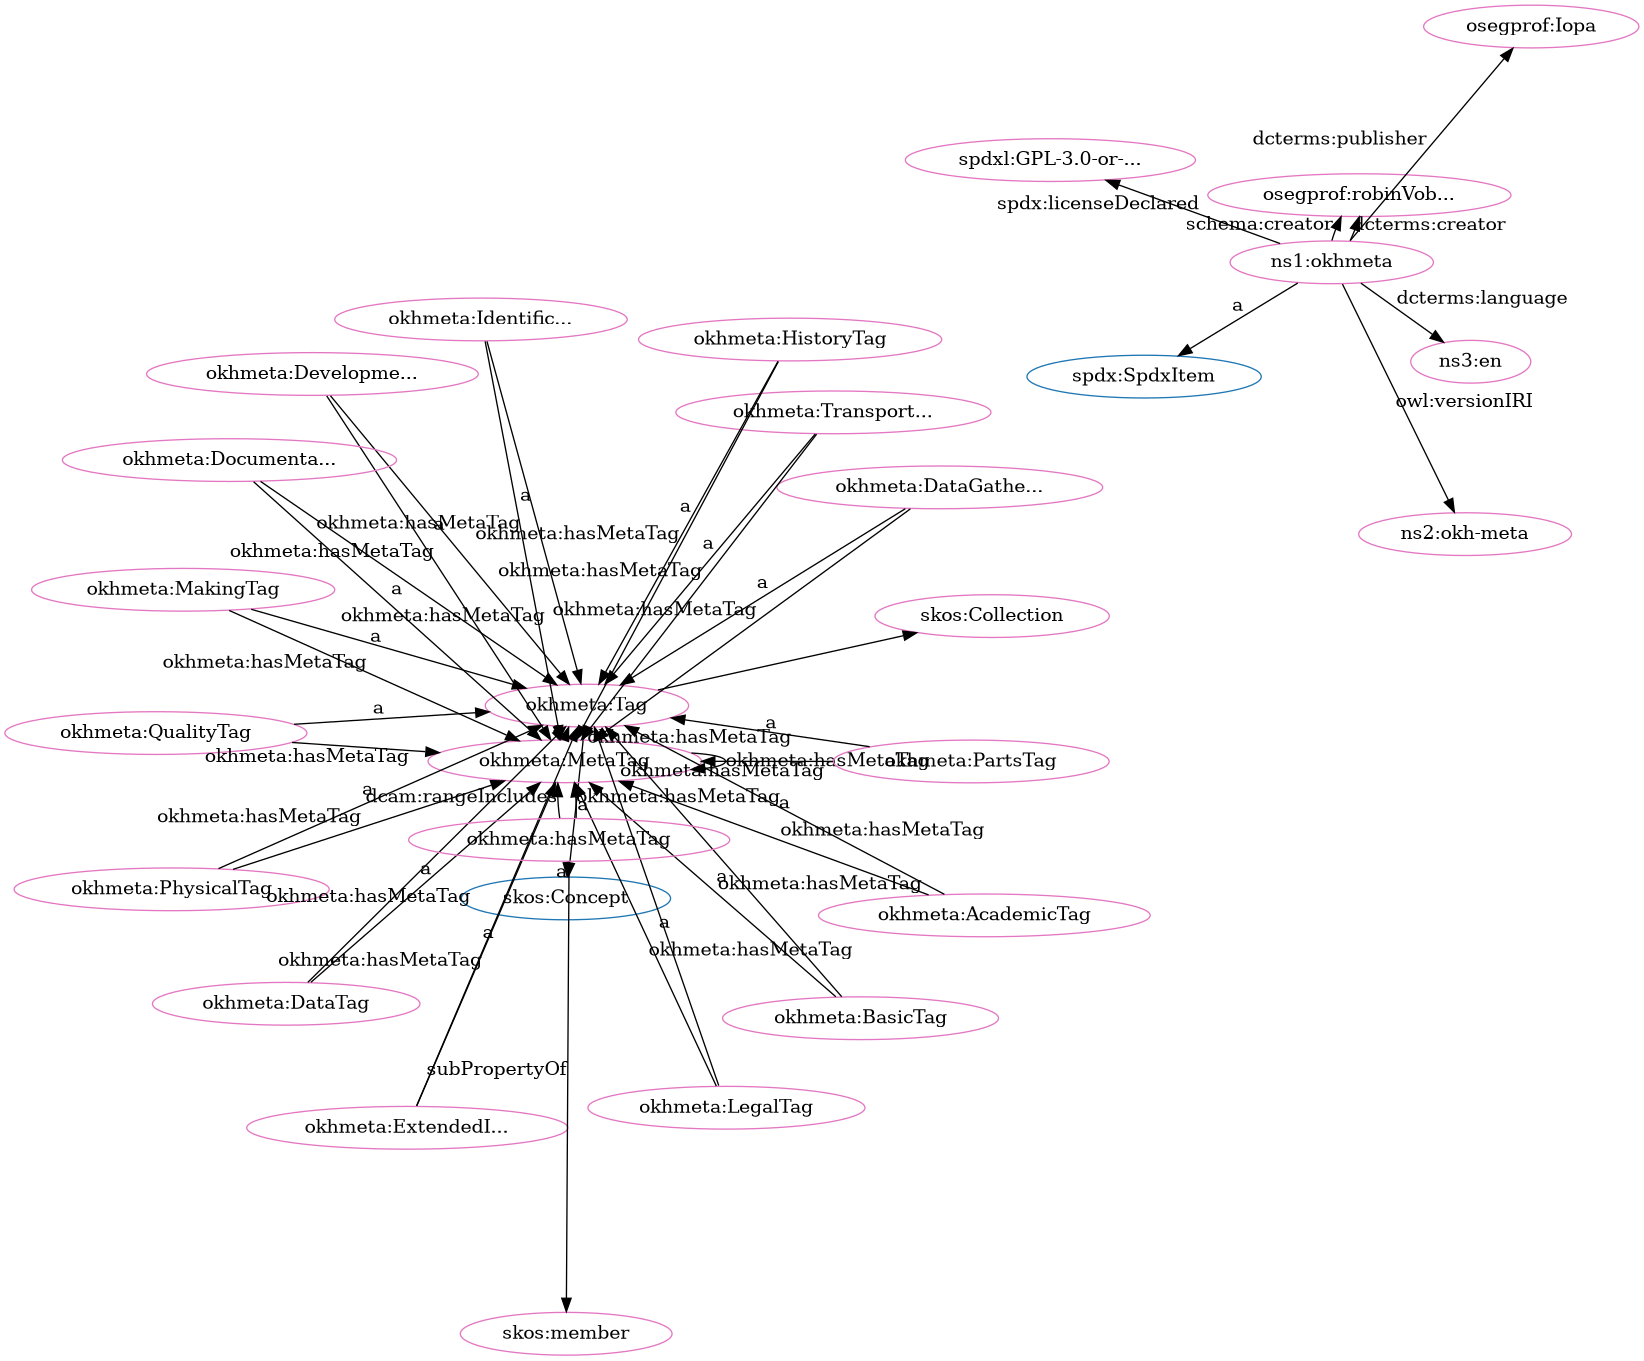 osegprof:Iopa
dcterms:publisher
spdxl:GPL-3.0-or-...
osegprof:robinVob...
spdx:licenseDeclared
schema:creator
dcterms:creator
ns1:okhmeta
dcterms:language
a
okhmeta:Identific...
okhmeta:HistoryTag
ns3:en
okhmeta:Developme...
spdx:SpdxItem
owl:versionIRI
okhmeta:Transport...
okhmeta:Documenta...
okhmeta:DataGathe...
a
a
okhmeta:hasMetaTag
a
okhmeta:hasMetaTag
ns2:okh-meta
a
okhmeta:hasMetaTag
okhmeta:hasMetaTag
a
okhmeta:MakingTag
a
okhmeta:hasMetaTag
okhmeta:hasMetaTag
skos:Collection
a
okhmeta:hasMetaTag
okhmeta:Tag
a
a
okhmeta:QualityTag
okhmeta:hasMetaTag
okhmeta:hasMetaTag
okhmeta:MetaTag
okhmeta:hasMetaTag
okhmeta:PartsTag
okhmeta:hasMetaTag
a
dcam:rangeIncludes
okhmeta:hasMetaTag
a
a
okhmeta:hasMetaTag
okhmeta:hasMetaTag
okhmeta:hasMetaTag
a
a
a
okhmeta:hasMetaTag
okhmeta:PhysicalTag
okhmeta:hasMetaTag
skos:Concept
okhmeta:AcademicTag
a
a
okhmeta:hasMetaTag
okhmeta:hasMetaTag
okhmeta:DataTag
okhmeta:BasicTag
subPropertyOf
okhmeta:LegalTag
okhmeta:ExtendedI...
skos:member